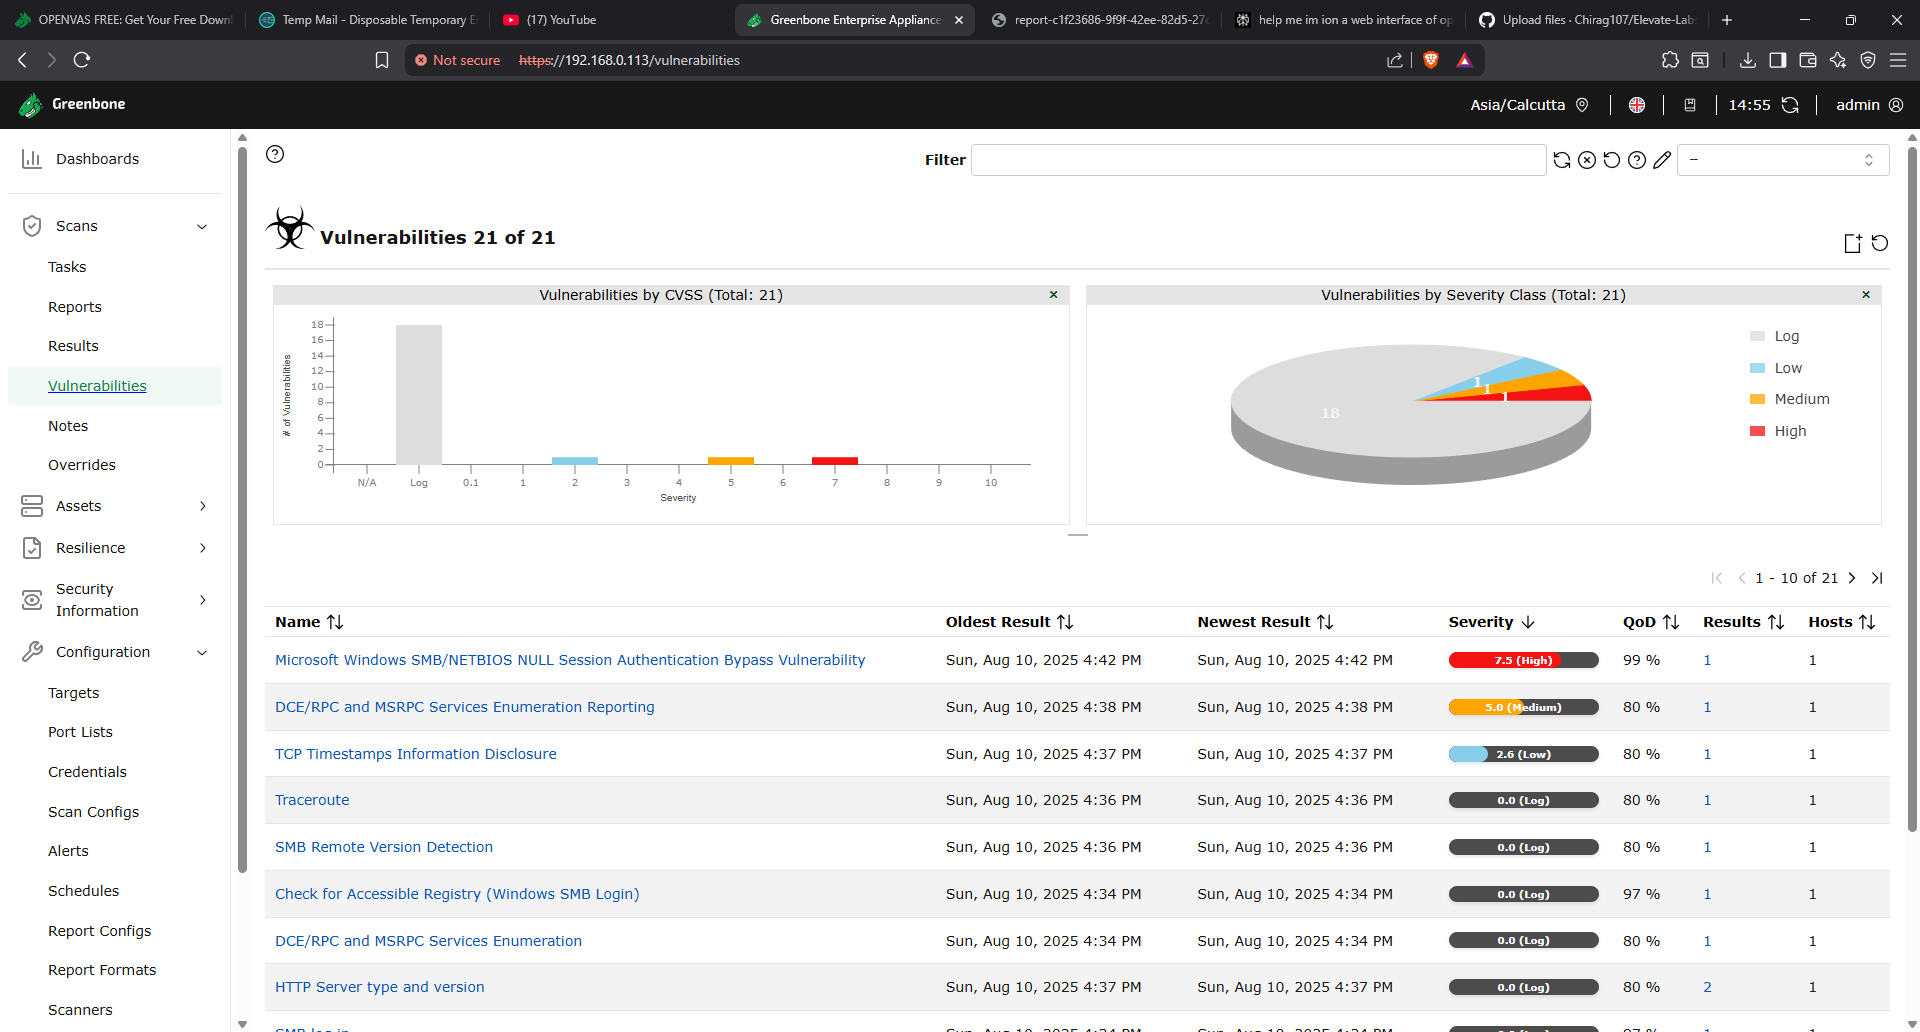 OPENVAS FREE: Get Your Free Down
Temp Mail - Disposable Temporary E
(17) YouTube
Greenbone Enterprise Appliance
report-c1f23686-9f9f-42ee-82d5-27c
help me im ion a web interface of op
Upload files · Chirag107/Elevate-Lab
Not secure https://192.168.0.113/vulnerabilities
Greenbone
Asia/Calcutta
14:55
admin
Dashboards
Scans
Tasks
Reports
Results
Vulnerabilities
Notes
Overrides
Assets
Resilience
Security
Information
Configuration
Targets
Port Lists
Credentials
Scan Configs
Alerts
Schedules
Report Configs
Report Formats
Scanners
Filter
--
Vulnerabilities 21 of 21
Vulnerabilities by CVSS (Total: 21)
# of Vulnerabilities
18
16
14
12
10
8
6
4
2
0
N/A Log 0.1 1 2 3 4 5 6 7 8 9 10
Severity
Vulnerabilities by Severity Class (Total: 21)
18
1
1
1
Log
Low
Medium
High
1 - 10 of 21
Name Oldest Result Newest Result Severity QoD Results Hosts
Microsoft Windows SMB/NETBIOS NULL Session Authentication Bypass Vulnerability Sun, Aug 10, 2025 4:42 PM Sun, Aug 10, 2025 4:42 PM 7.5 (High) 99 % 1 1
DCE/RPC and MSRPC Services Enumeration Reporting Sun, Aug 10, 2025 4:38 PM Sun, Aug 10, 2025 4:38 PM 5.0 (Medium) 80 % 1 1
TCP Timestamps Information Disclosure Sun, Aug 10, 2025 4:37 PM Sun, Aug 10, 2025 4:37 PM 2.6 (Low) 80 % 1 1
Traceroute Sun, Aug 10, 2025 4:36 PM Sun, Aug 10, 2025 4:36 PM 0.0 (Log) 80 % 1 1
SMB Remote Version Detection Sun, Aug 10, 2025 4:36 PM Sun, Aug 10, 2025 4:36 PM 0.0 (Log) 80 % 1 1
Check for Accessible Registry (Windows SMB Login) Sun, Aug 10, 2025 4:34 PM Sun, Aug 10, 2025 4:34 PM 0.0 (Log) 97 % 1 1
DCE/RPC and MSRPC Services Enumeration Sun, Aug 10, 2025 4:34 PM Sun, Aug 10, 2025 4:34 PM 0.0 (Log) 80 % 1 1
HTTP Server type and version Sun, Aug 10, 2025 4:37 PM Sun, Aug 10, 2025 4:37 PM 0.0 (Log) 80 % 2 1